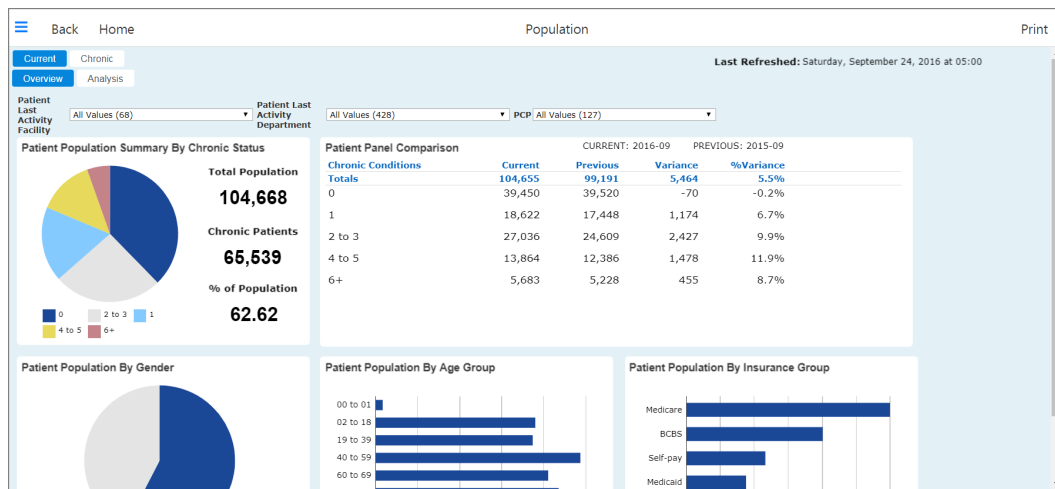 Back Home Population Print
Current Chronic
Last Refreshed: Saturday, September 24, 2016 at 05:00
Overview Analysis
Patient Last Activity Facility All Values (68) Patient Last Activity Department All Values (428) PCP All Values (127)
Patient Population Summary By Chronic Status
Total Population
104,668
Chronic Patients
65,539
% of Population
62.62
0 2 to 3 1
4 to 5 6+
Patient Panel Comparison CURRENT: 2016-09 PREVIOUS: 2015-09
Chronic Conditions Current Previous Variance %Variance
Totals 104,655 99,191 5,464 5.5%
0 39,450 39,520 -70 -0.2%
1 18,622 17,448 1,174 6.7%
2 to 3 27,036 24,609 2,427 9.9%
4 to 5 13,864 12,386 1,478 11.9%
6+ 5,683 5,228 455 8.7%
Patient Population By Gender
Patient Population By Age Group
00 to 01
02 to 18
19 to 39
40 to 59
60 to 69
Patient Population By Insurance Group
Medicare
BCBS
Self-pay
Medicaid